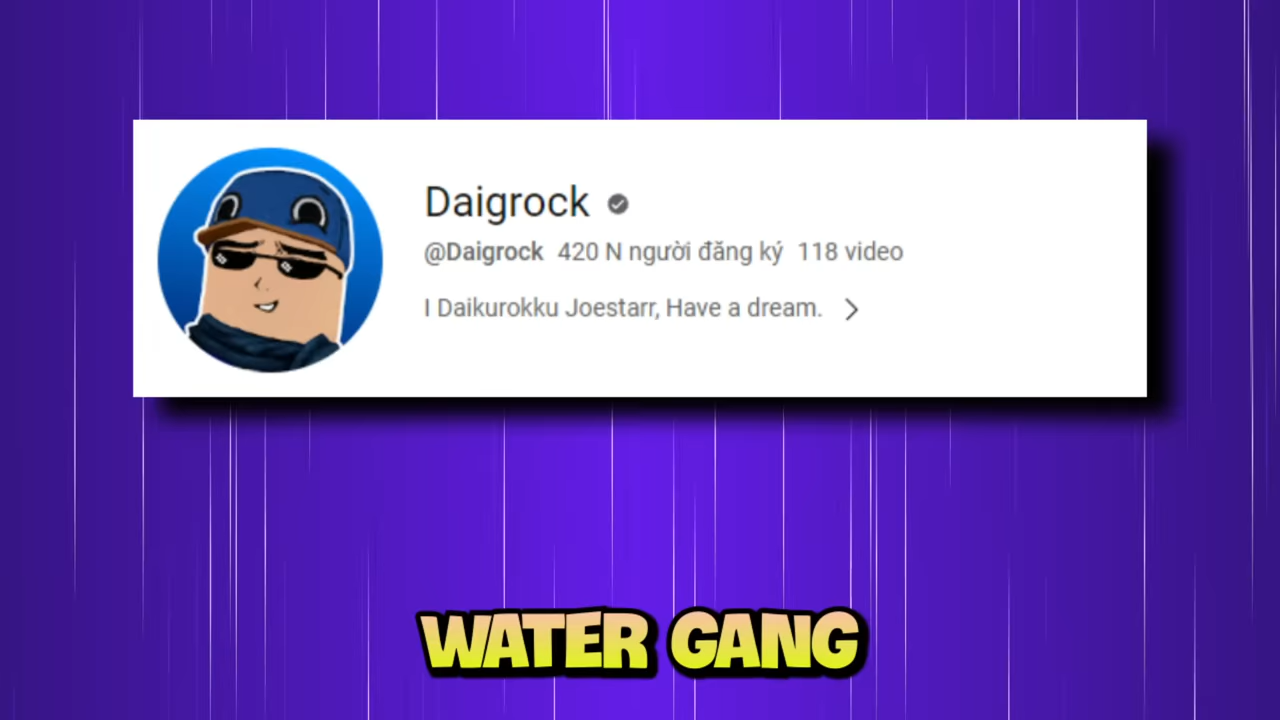 Daigrock
@Daigrock 420 N người đăng ký 118 video
I Daikurokku Joestarr, Have a dream.
WATER GANG